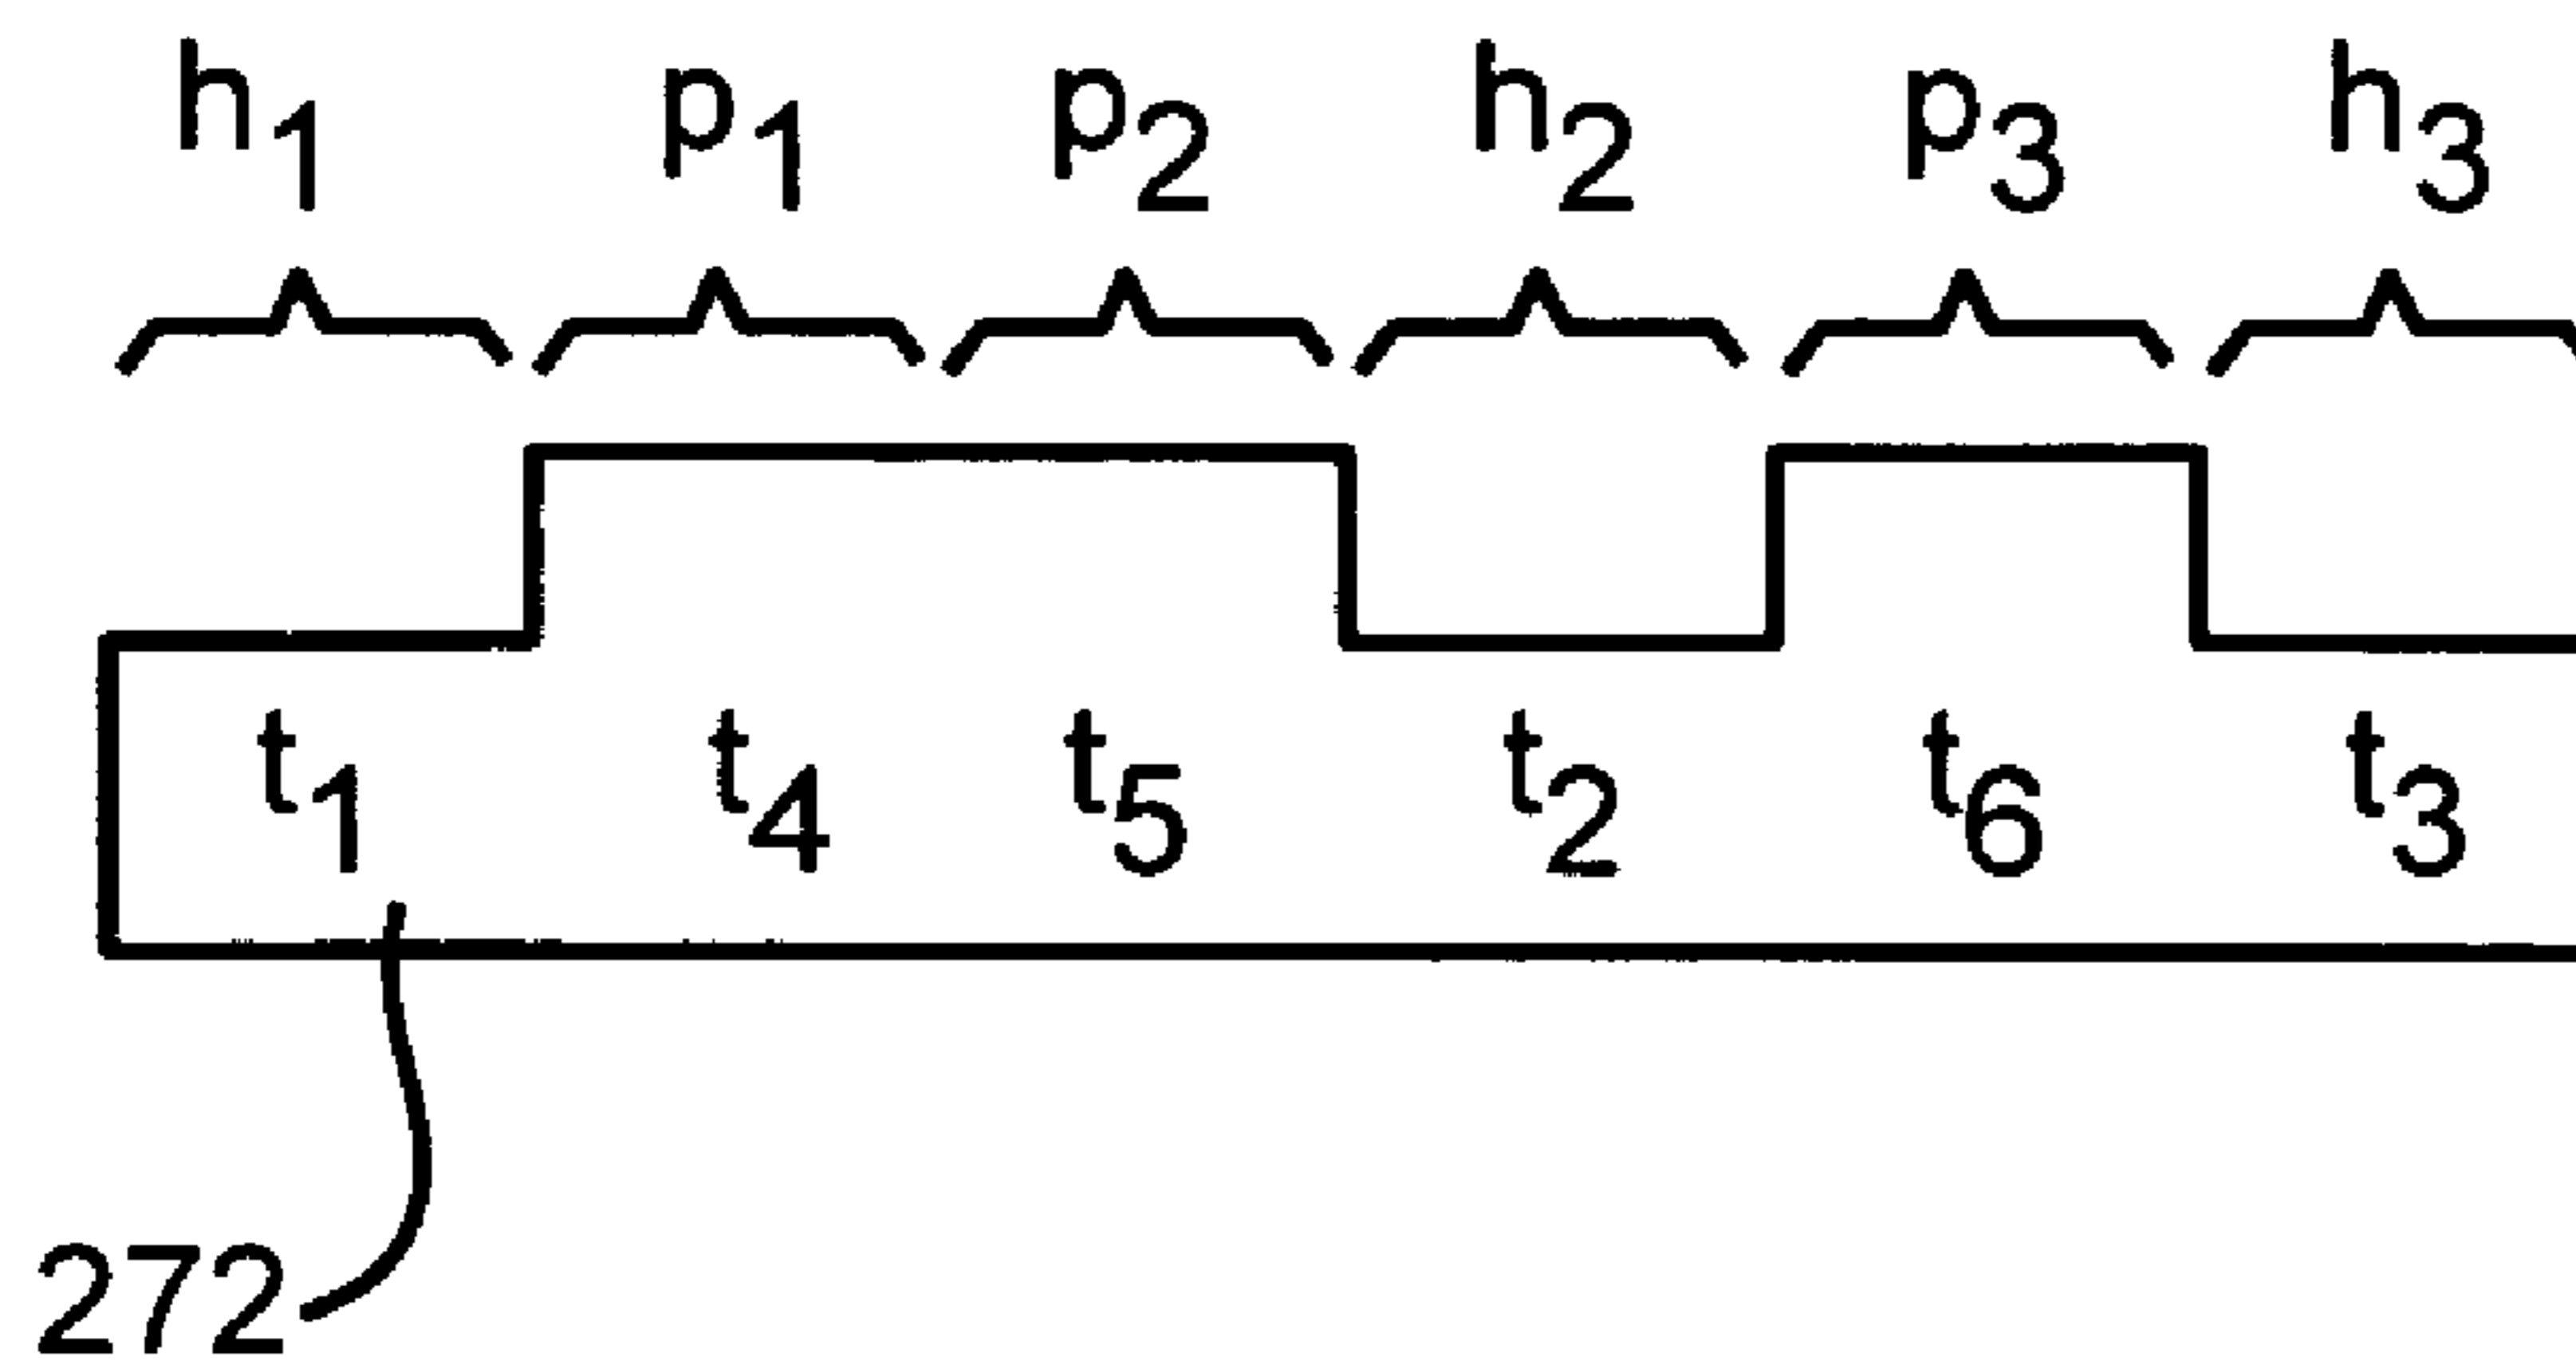 h₁ p₁ p₂ h₂ p₃ h₃
t₁ t₄ t₅ t₂ t₆ t₃
272